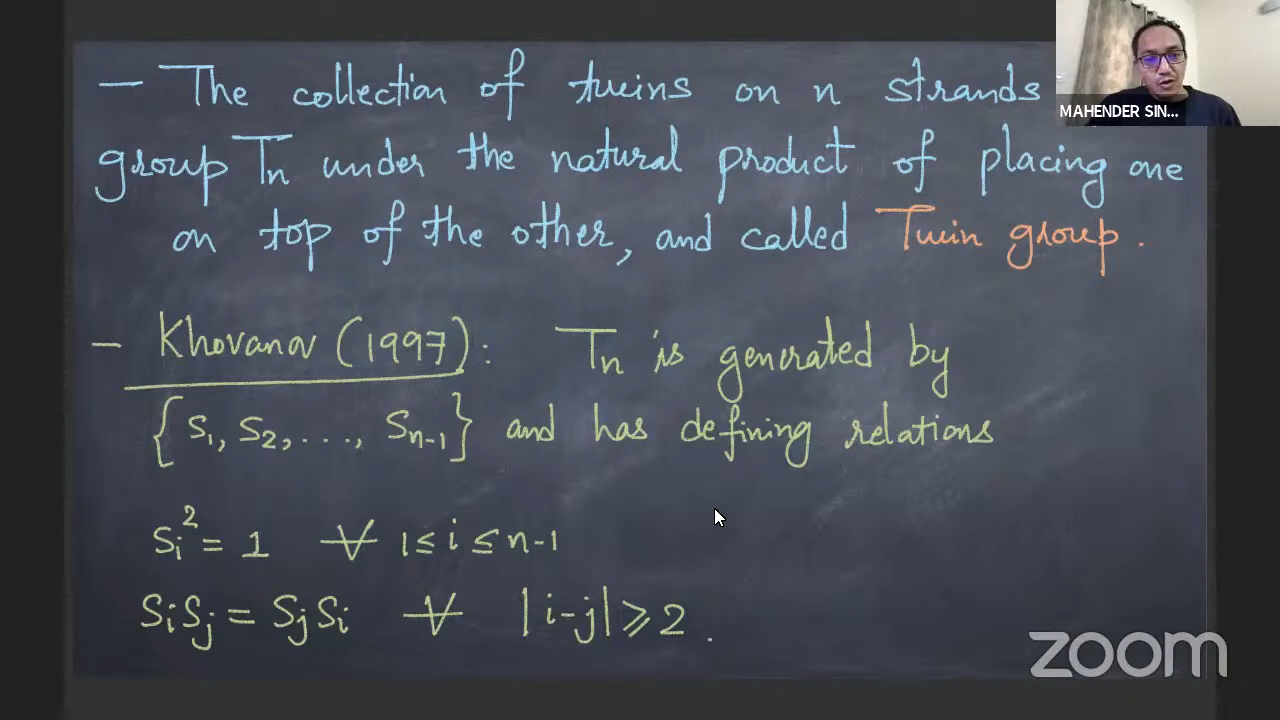 — The collection of twins on n strands
group Tn under the natural product of placing one
on top of the other, and called Twin group.
— Khovanov (1997): Tn is generated by
{S1, S2, ..., Sn-1} and has defining relations
Si² = 1 ∀ 1 ≤ i ≤ n-1
SiSj = SjSi ∀ |i-j| ⩾ 2 .
MAHENDER SIN...
zoom